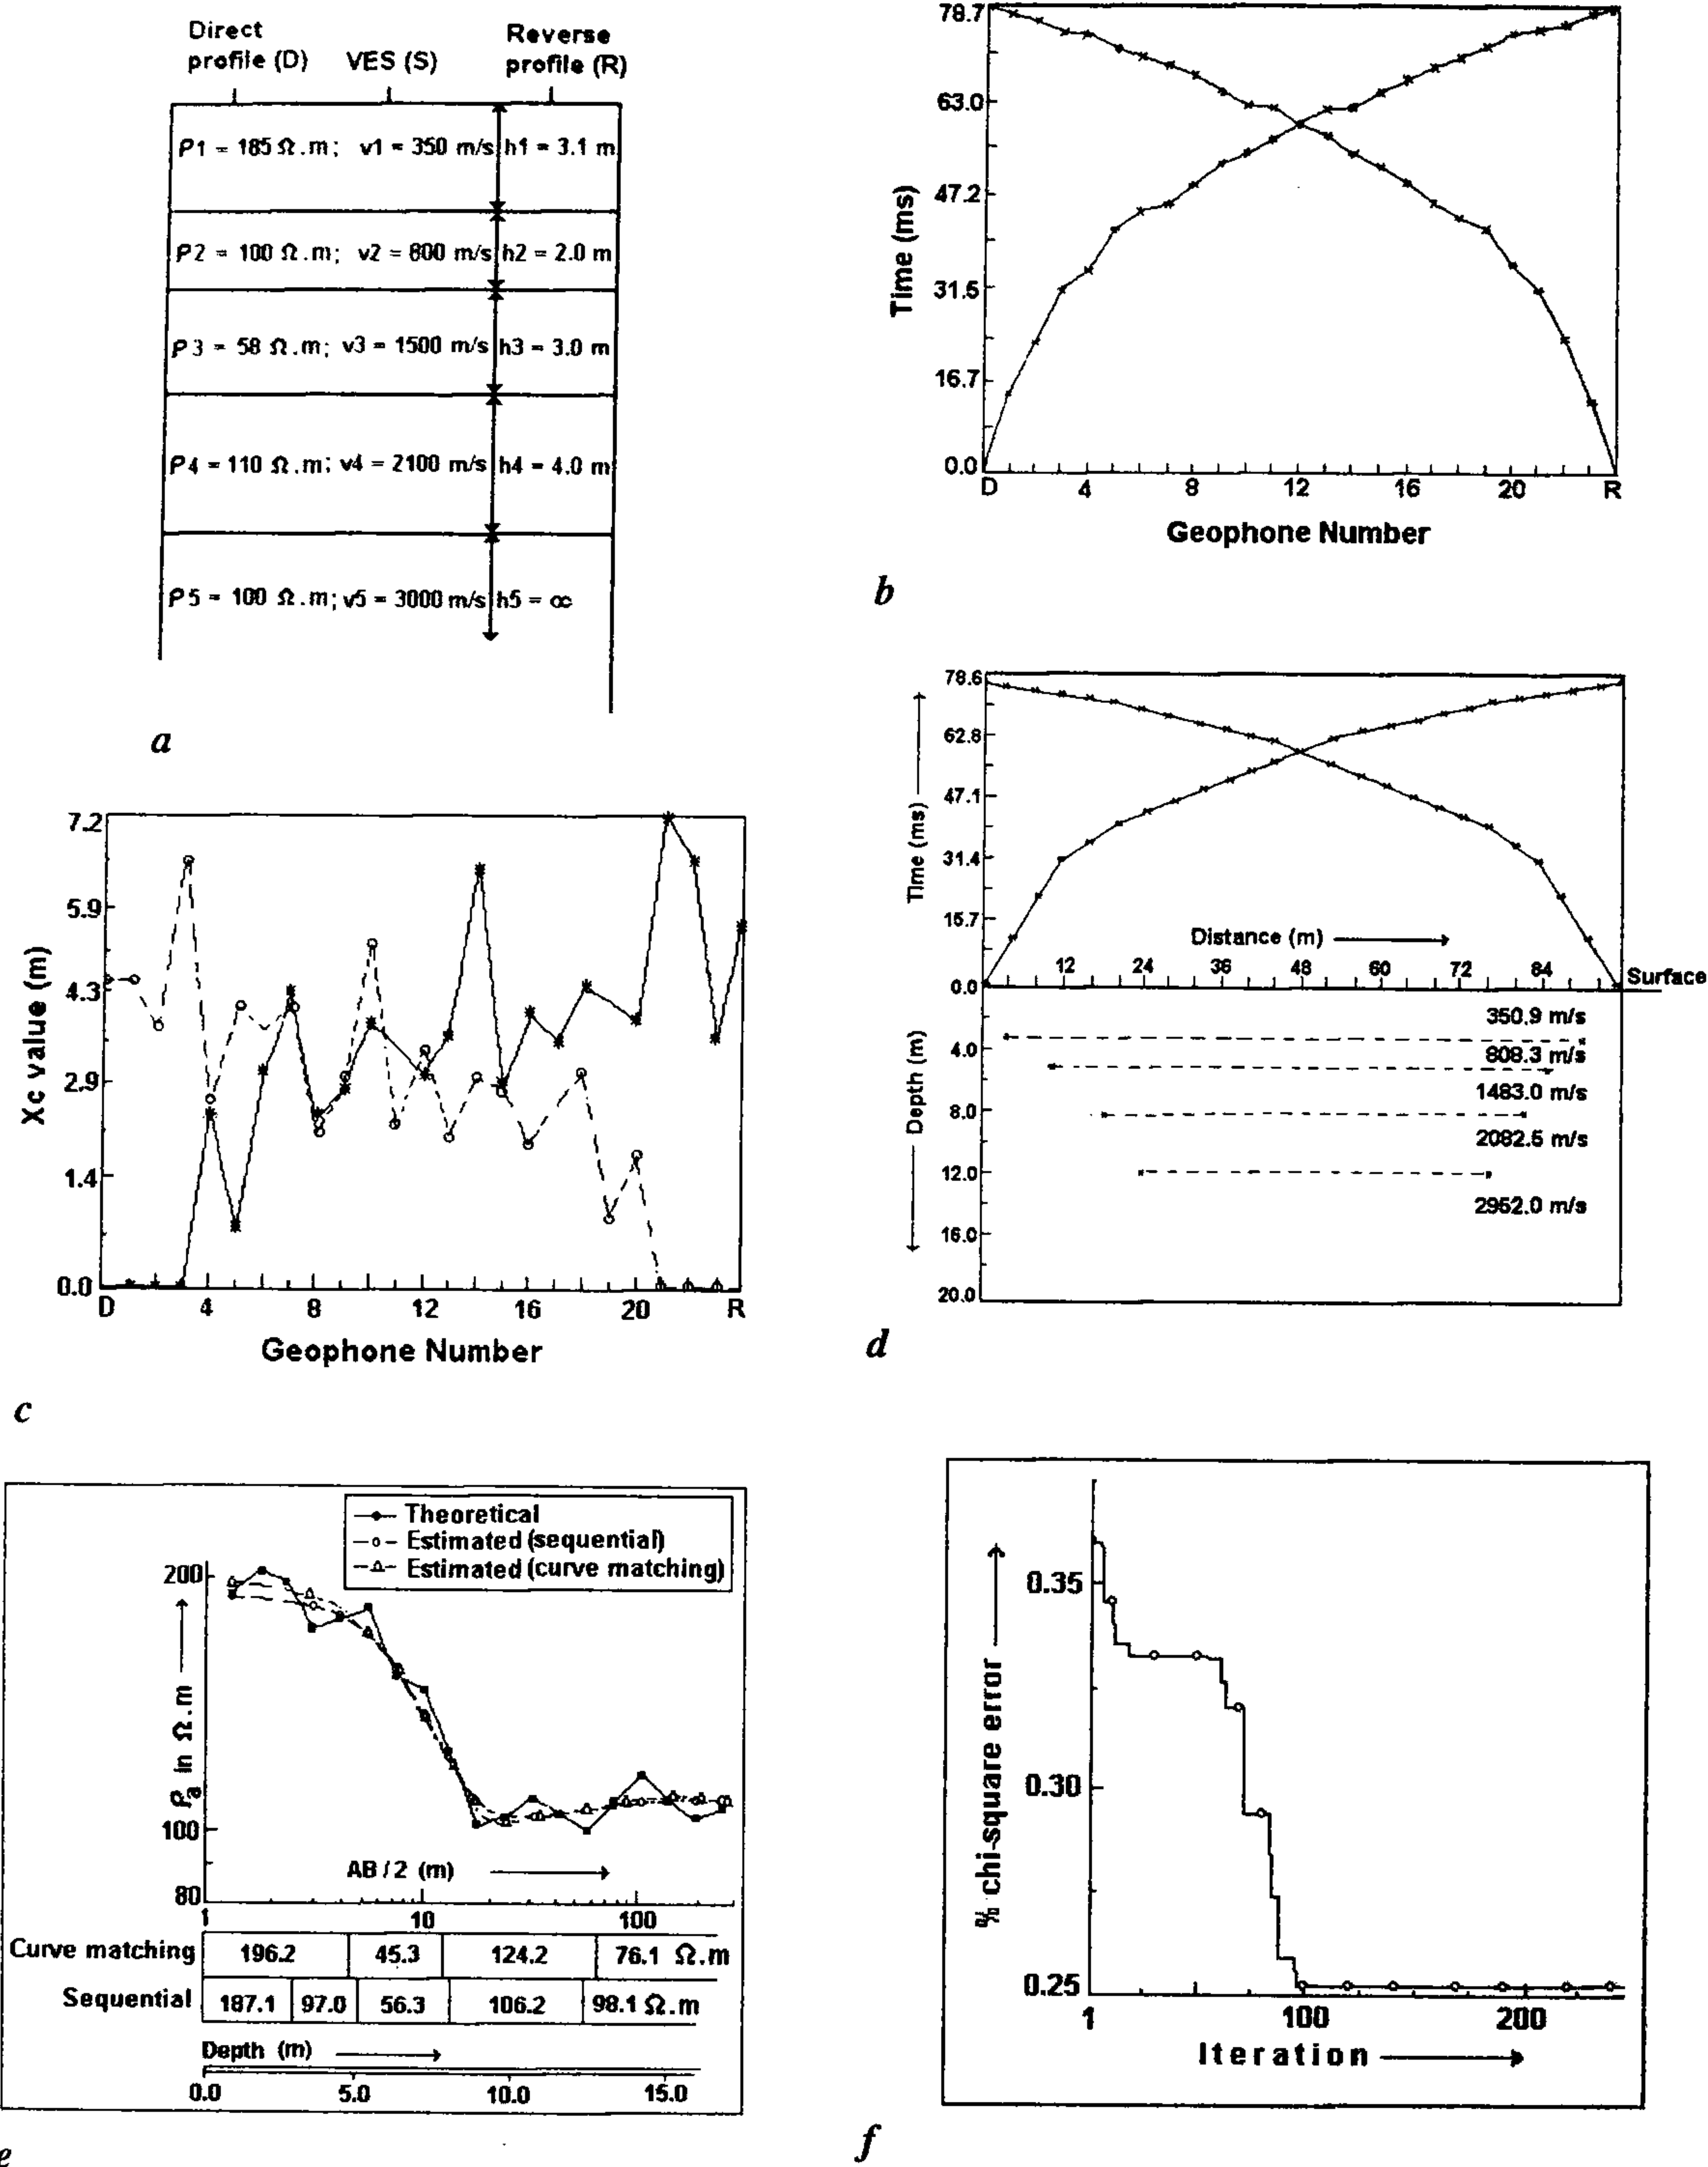 Direct profile (D)
VES (S)
Reverse profile (R)
ρ1 = 185 Ω.m; v1 = 350 m/s h1 = 3.1 m
ρ2 = 100 Ω.m; v2 = 800 m/s h2 = 2.0 m
ρ3 = 58 Ω.m; v3 = 1500 m/s h3 = 3.0 m
ρ4 = 110 Ω.m; v4 = 2100 m/s h4 = 4.0 m
ρ5 = 100 Ω.m; v5 = 3000 m/s h5 = ∞
a
78.7
63.0
47.2
31.5
16.7
0.0
Time (ms)
D 4 8 12 16 20 R
Geophone Number
b
7.2
5.9
4.3
2.9
1.4
0.0
Xc value (m)
D 4 8 12 16 20 R
Geophone Number
c
78.6
62.8
47.1
31.4
15.7
0.0
Time (ms)
Distance (m)
12 24 36 48 60 72 84
Surface
350.9 m/s
4.0
808.3 m/s
1483.0 m/s
8.0
2082.5 m/s
12.0
2952.0 m/s
16.0
20.0
Depth (m)
d
Theoretical
Estimated (sequential)
Estimated (curve matching)
200
100
80
ρa in Ω.m
AB / 2 (m)
1 10 100
Curve matching 196.2 45.3 124.2 76.1 Ω.m
Sequential 187.1 97.0 56.3 106.2 98.1 Ω.m
Depth (m)
0.0 5.0 10.0 15.0
e
0.35
0.30
0.25
% chi-square error
1 100 200
Iteration
f